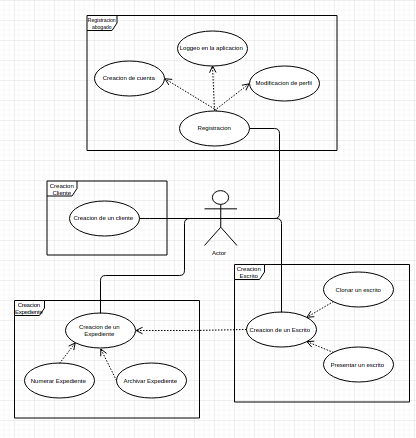 Registracion
abogado
Loggeo en la aplicacion
Creacion de cuenta
Modificacion de perfil
Registracion
Creacion
Cliente
Creacion de un cliente
Actor
Creacion
Escrito
Clonar un escrito
Creacion
Expediente
Creacion de un
Expediente
Creacion de un Escrito
Presentar un escrito
Numerar Expediente
Archivar Expediente